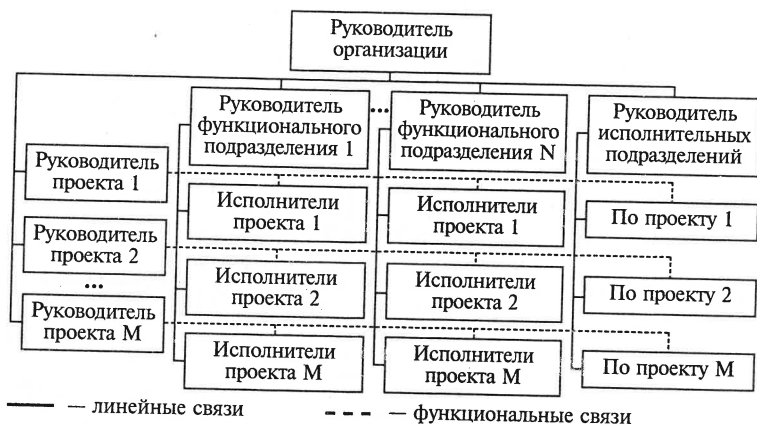 Руководитель
организации
Руководитель
функционального
подразделения 1
...
Руководитель
функционального
подразделения N
Руководитель
исполнительных
подразделений
Руководитель
проекта 1
Исполнители
проекта 1
Исполнители
проекта 1
По проекту 1
Руководитель
проекта 2
Исполнители
проекта 2
Исполнители
проекта 2
По проекту 2
...
Руководитель
проекта М
Исполнители
проекта М
Исполнители
проекта М
По проекту М
— линейные связи
— функциональные связи